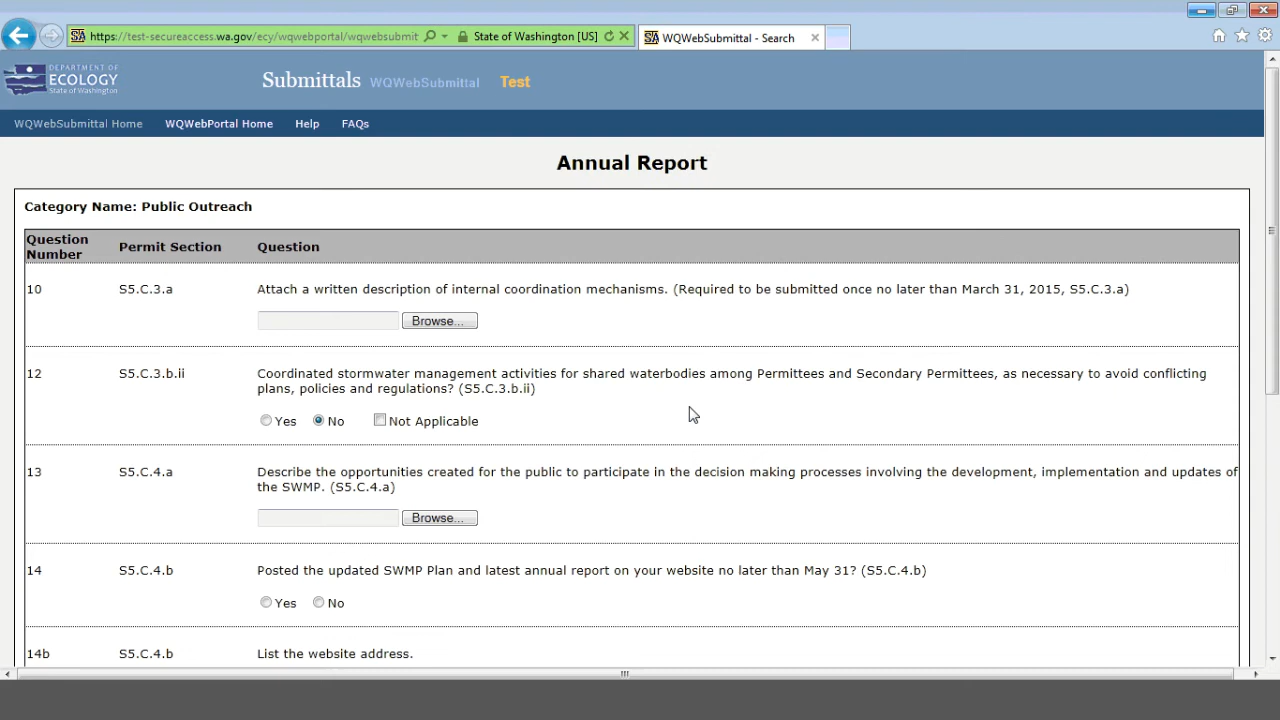 https://test-secureaccess.wa.gov/ecy/wqwebportal/wqwebsubmit
State of Washington [US]
WQWebSubmittal - Search
DEPARTMENT OF
ECOLOGY
State of Washington
Submittals WQWebSubmittal Test
WQWebSubmittal Home WQWebPortal Home Help FAQs
Annual Report
Category Name: Public Outreach
Question Number Permit Section Question
10 S5.C.3.a Attach a written description of internal coordination mechanisms. (Required to be submitted once no later than March 31, 2015, S5.C.3.a)
Browse...
12 S5.C.3.b.ii Coordinated stormwater management activities for shared waterbodies among Permittees and Secondary Permittees, as necessary to avoid conflicting
plans, policies and regulations? (S5.C.3.b.ii)
Yes No Not Applicable
13 S5.C.4.a Describe the opportunities created for the public to participate in the decision making processes involving the development, implementation and updates of
the SWMP. (S5.C.4.a)
Browse...
14 S5.C.4.b Posted the updated SWMP Plan and latest annual report on your website no later than May 31? (S5.C.4.b)
Yes No
14b S5.C.4.b List the website address.